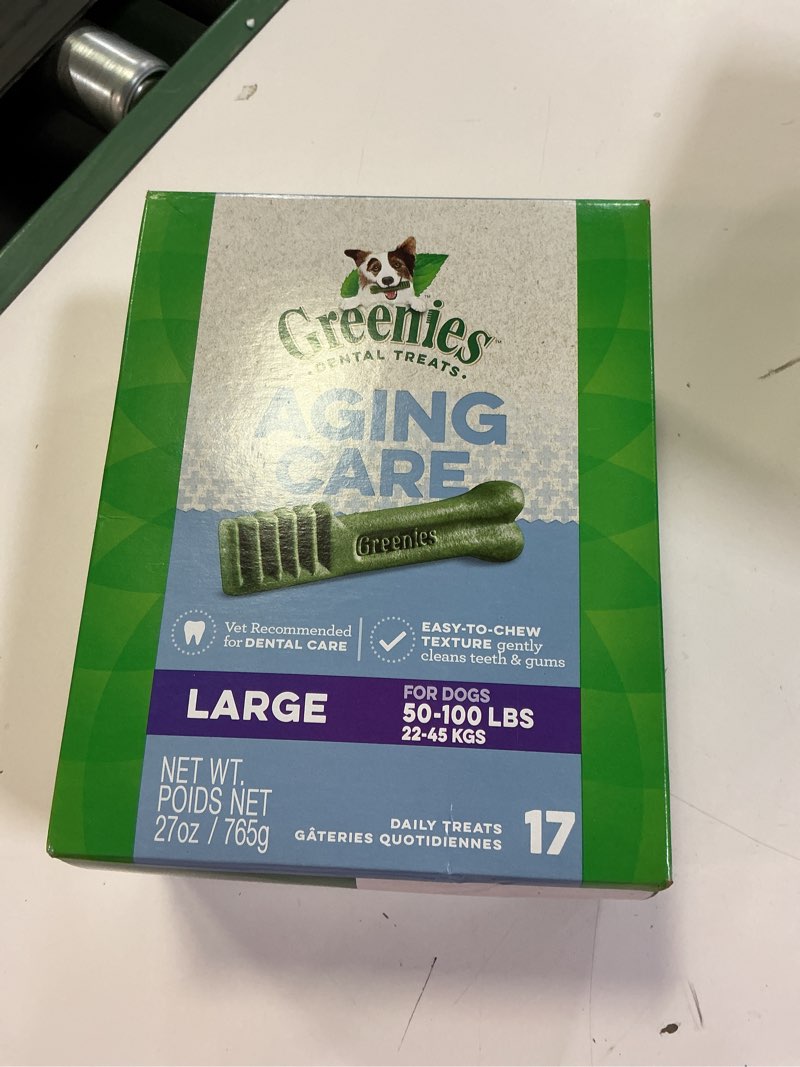 Greenies™
• DENTAL TREATS •
AGING
CARE
Greenies
Vet Recommended
for DENTAL CARE
EASY-TO-CHEW
TEXTURE gently
cleans teeth & gums
LARGE
FOR DOGS
50-100 LBS
22-45 KGS
NET WT.
POIDS NET
27oz / 765g
DAILY TREATS
GÂTERIES QUOTIDIENNES
17